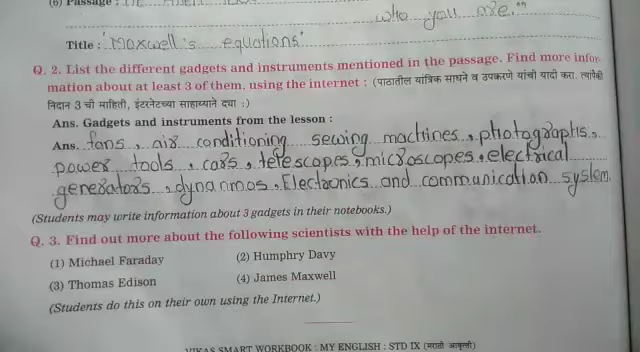 (6) Passage :
who you are."
Title : 'Maxwell's equations'
Q. 2. List the different gadgets and instruments mentioned in the passage. Find more infor-
mation about at least 3 of them, using the internet : (पाठातील यांत्रिक साधने व उपकरणे यांची यादी करा. त्यांपैकी
निदान 3 ची माहिती, इंटरनेटच्या साहाय्याने द्या :)
Ans. Gadgets and instruments from the lesson :
Ans. fans, air conditioning sewing machines, photographs,
power tools, cars, telescopes, microscopes, electrical
generators, dynanmos, Electronics and communication system
(Students may write information about 3 gadgets in their notebooks.)
Q. 3. Find out more about the following scientists with the help of the internet.
(1) Michael Faraday (2) Humphry Davy
(3) Thomas Edison (4) James Maxwell
(Students do this on their own using the Internet.)
VIKAS SMART WORKBOOK : MY ENGLISH : STD IX (मराठी आवृत्ती)